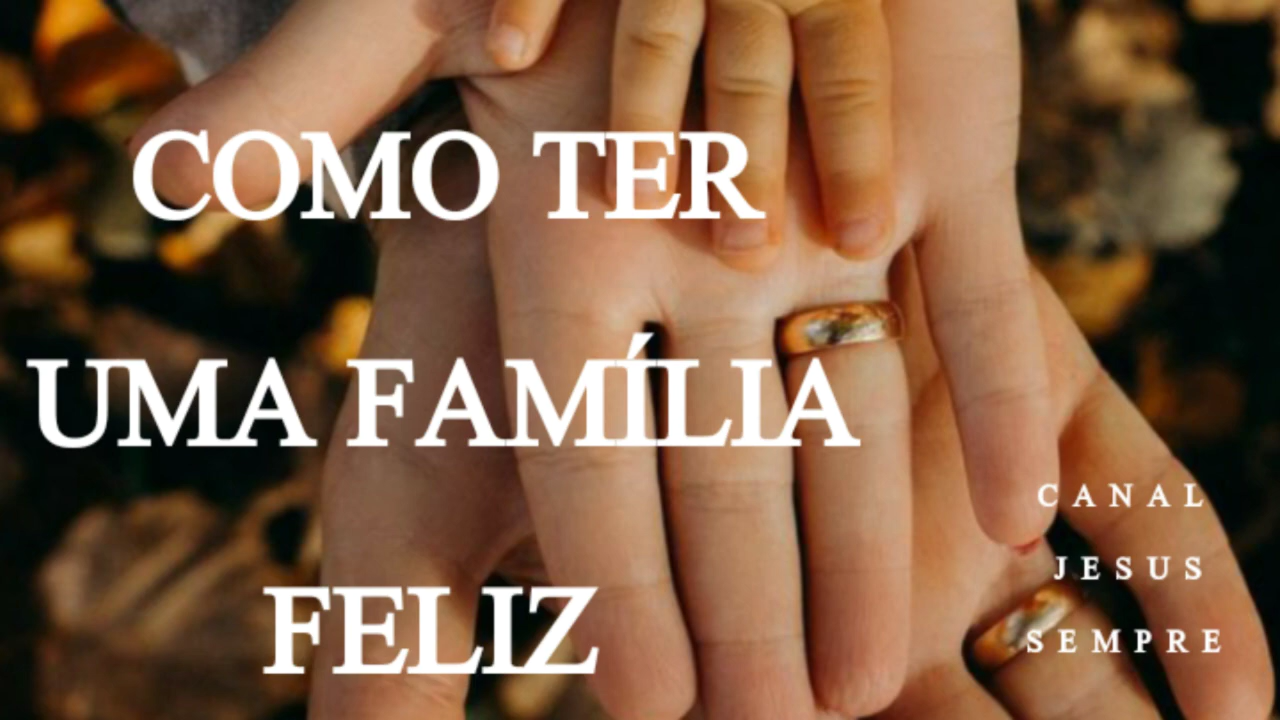 COMO TER
UMA FAMÍLIA
FELIZ
CANAL
JESUS
SEMPRE